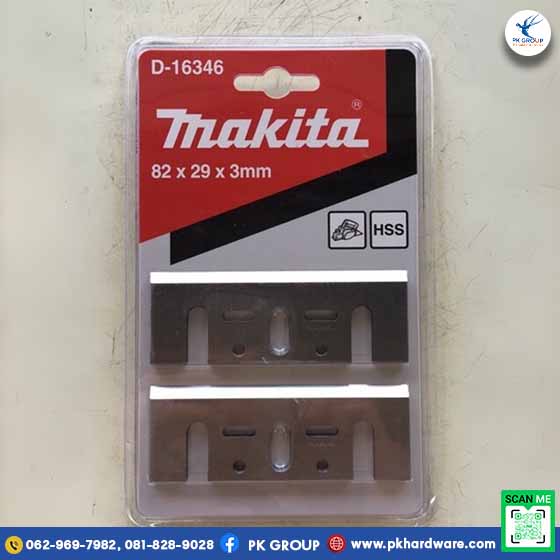 PK GROUP
D-16346
makita®
82 x 29 x 3mm
HSS
SCAN ME
062-969-7982, 081-828-9028 PK GROUP www.pkhardware.com